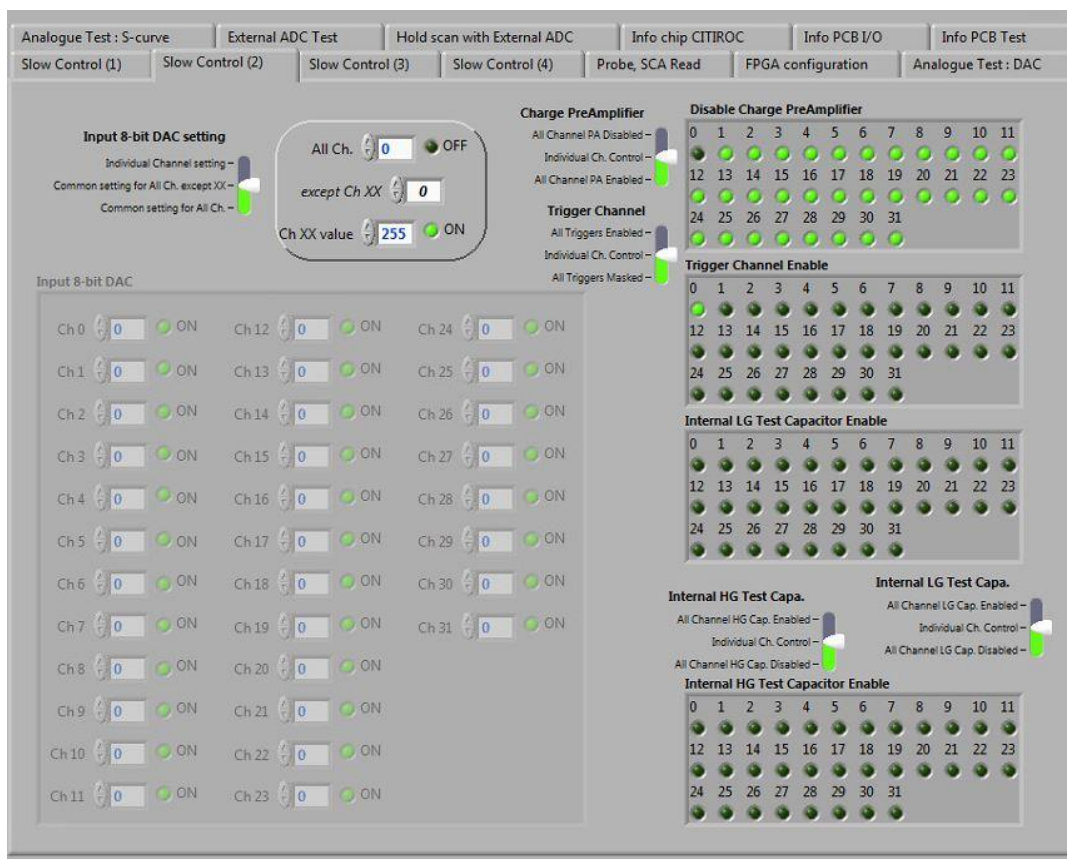 Analogue Test : S-curve External ADC Test Hold scan with External ADC Info chip CITIROC Info PCB I/O Info PCB Test
Slow Control (1) Slow Control (2) Slow Control (3) Slow Control (4) Probe, SCA Read FPGA configuration Analogue Test : DAC
Input 8-bit DAC setting
Individual Channel setting
Common setting for All Ch. except XX
Common setting for All Ch.
All Ch. 0 OFF
except Ch XX 0
Ch XX value 255 ON
Charge PreAmplifier
All Channel PA Disabled
Individual Ch. Control
All Channel PA Enabled
Trigger Channel
All Triggers Enabled
Individual Ch. Control
All Triggers Masked
Disable Charge PreAmplifier
0 1 2 3 4 5 6 7 8 9 10 11
12 13 14 15 16 17 18 19 20 21 22 23
24 25 26 27 28 29 30 31
Trigger Channel Enable
0 1 2 3 4 5 6 7 8 9 10 11
12 13 14 15 16 17 18 19 20 21 22 23
24 25 26 27 28 29 30 31
Input 8-bit DAC
Ch 0 0 ON Ch 12 0 ON Ch 24 0 ON
Ch 1 0 ON Ch 13 0 ON Ch 25 0 ON
Ch 2 0 ON Ch 14 0 ON Ch 26 0 ON
Ch 3 0 ON Ch 15 0 ON Ch 27 0 ON
Ch 4 0 ON Ch 16 0 ON Ch 28 0 ON
Ch 5 0 ON Ch 17 0 ON Ch 29 0 ON
Ch 6 0 ON Ch 18 0 ON Ch 30 0 ON
Ch 7 0 ON Ch 19 0 ON Ch 31 0 ON
Ch 8 0 ON Ch 20 0 ON
Ch 9 0 ON Ch 21 0 ON
Ch 10 0 ON Ch 22 0 ON
Ch 11 0 ON Ch 23 0 ON
Internal LG Test Capacitor Enable
0 1 2 3 4 5 6 7 8 9 10 11
12 13 14 15 16 17 18 19 20 21 22 23
24 25 26 27 28 29 30 31
Internal HG Test Capa.
All Channel HG Cap. Enabled
Individual Ch. Control
All Channel HG Cap. Disabled
Internal LG Test Capa.
All Channel LG Cap. Enabled
Individual Ch. Control
All Channel LG Cap. Disabled
Internal HG Test Capacitor Enable
0 1 2 3 4 5 6 7 8 9 10 11
12 13 14 15 16 17 18 19 20 21 22 23
24 25 26 27 28 29 30 31